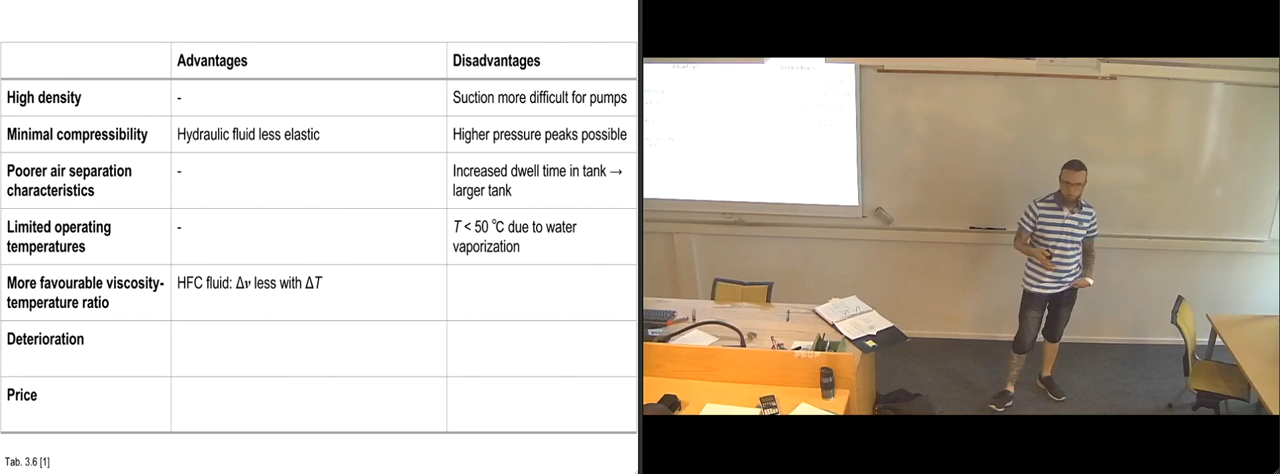 Advantages Disadvantages
High density - Suction more difficult for pumps
Minimal compressibility Hydraulic fluid less elastic Higher pressure peaks possible
Poorer air separation - Increased dwell time in tank →
characteristics larger tank
Limited operating - T < 50 °C due to water
temperatures vaporization
More favourable viscosity- HFC fluid: Δν less with ΔT
temperature ratio
Deterioration
Price
Tab. 3.6 [1]